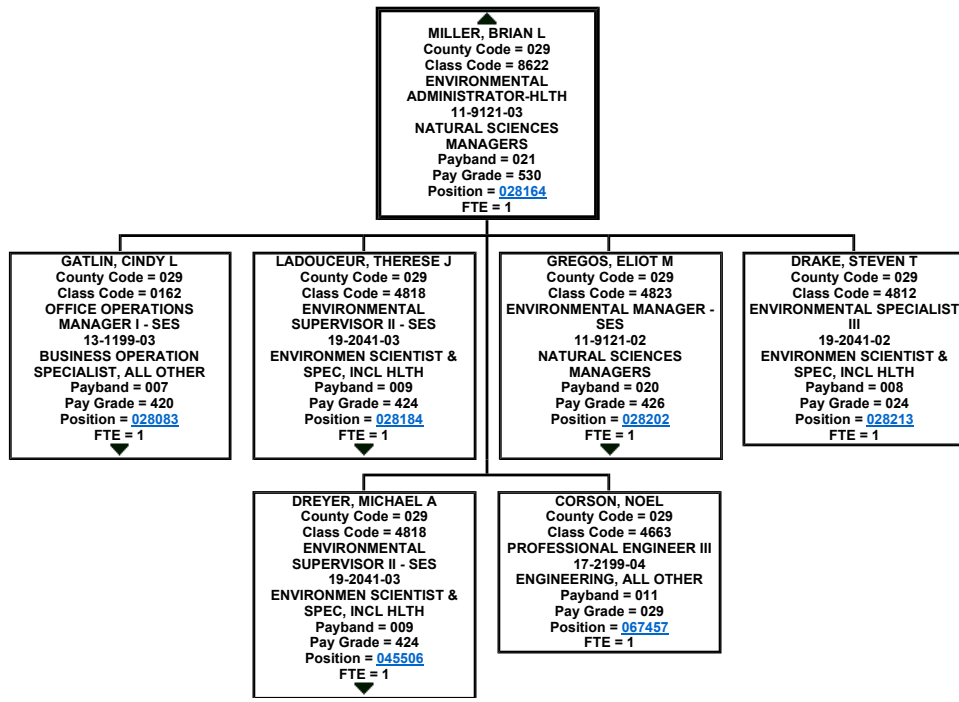 MILLER, BRIAN L
County Code = 029
Class Code = 8622
ENVIRONMENTAL
ADMINISTRATOR-HLTH
11-9121-03
NATURAL SCIENCES
MANAGERS
Payband = 021
Pay Grade = 530
Position = 028164
FTE = 1
GATLIN, CINDY L
County Code = 029
Class Code = 0162
OFFICE OPERATIONS
MANAGER I - SES
13-1199-03
BUSINESS OPERATION
SPECIALIST, ALL OTHER
Payband = 007
Pay Grade = 420
Position = 028083
FTE = 1
LADOUCEUR, THERESE J
County Code = 029
Class Code = 4818
ENVIRONMENTAL
SUPERVISOR II - SES
19-2041-03
ENVIRONMEN SCIENTIST &
SPEC, INCL HLTH
Payband = 009
Pay Grade = 424
Position = 028184
FTE = 1
GREGOS, ELIOT M
County Code = 029
Class Code = 4823
ENVIRONMENTAL MANAGER -
SES
11-9121-02
NATURAL SCIENCES
MANAGERS
Payband = 020
Pay Grade = 426
Position = 028202
FTE = 1
DRAKE, STEVEN T
County Code = 029
Class Code = 4812
ENVIRONMENTAL SPECIALIST
III
19-2041-02
ENVIRONMEN SCIENTIST &
SPEC, INCL HLTH
Payband = 008
Pay Grade = 024
Position = 028213
FTE = 1
DREYER, MICHAEL A
County Code = 029
Class Code = 4818
ENVIRONMENTAL
SUPERVISOR II - SES
19-2041-03
ENVIRONMEN SCIENTIST &
SPEC, INCL HLTH
Payband = 009
Pay Grade = 424
Position = 045506
FTE = 1
CORSON, NOEL
County Code = 029
Class Code = 4663
PROFESSIONAL ENGINEER III
17-2199-04
ENGINEERING, ALL OTHER
Payband = 011
Pay Grade = 029
Position = 067457
FTE = 1